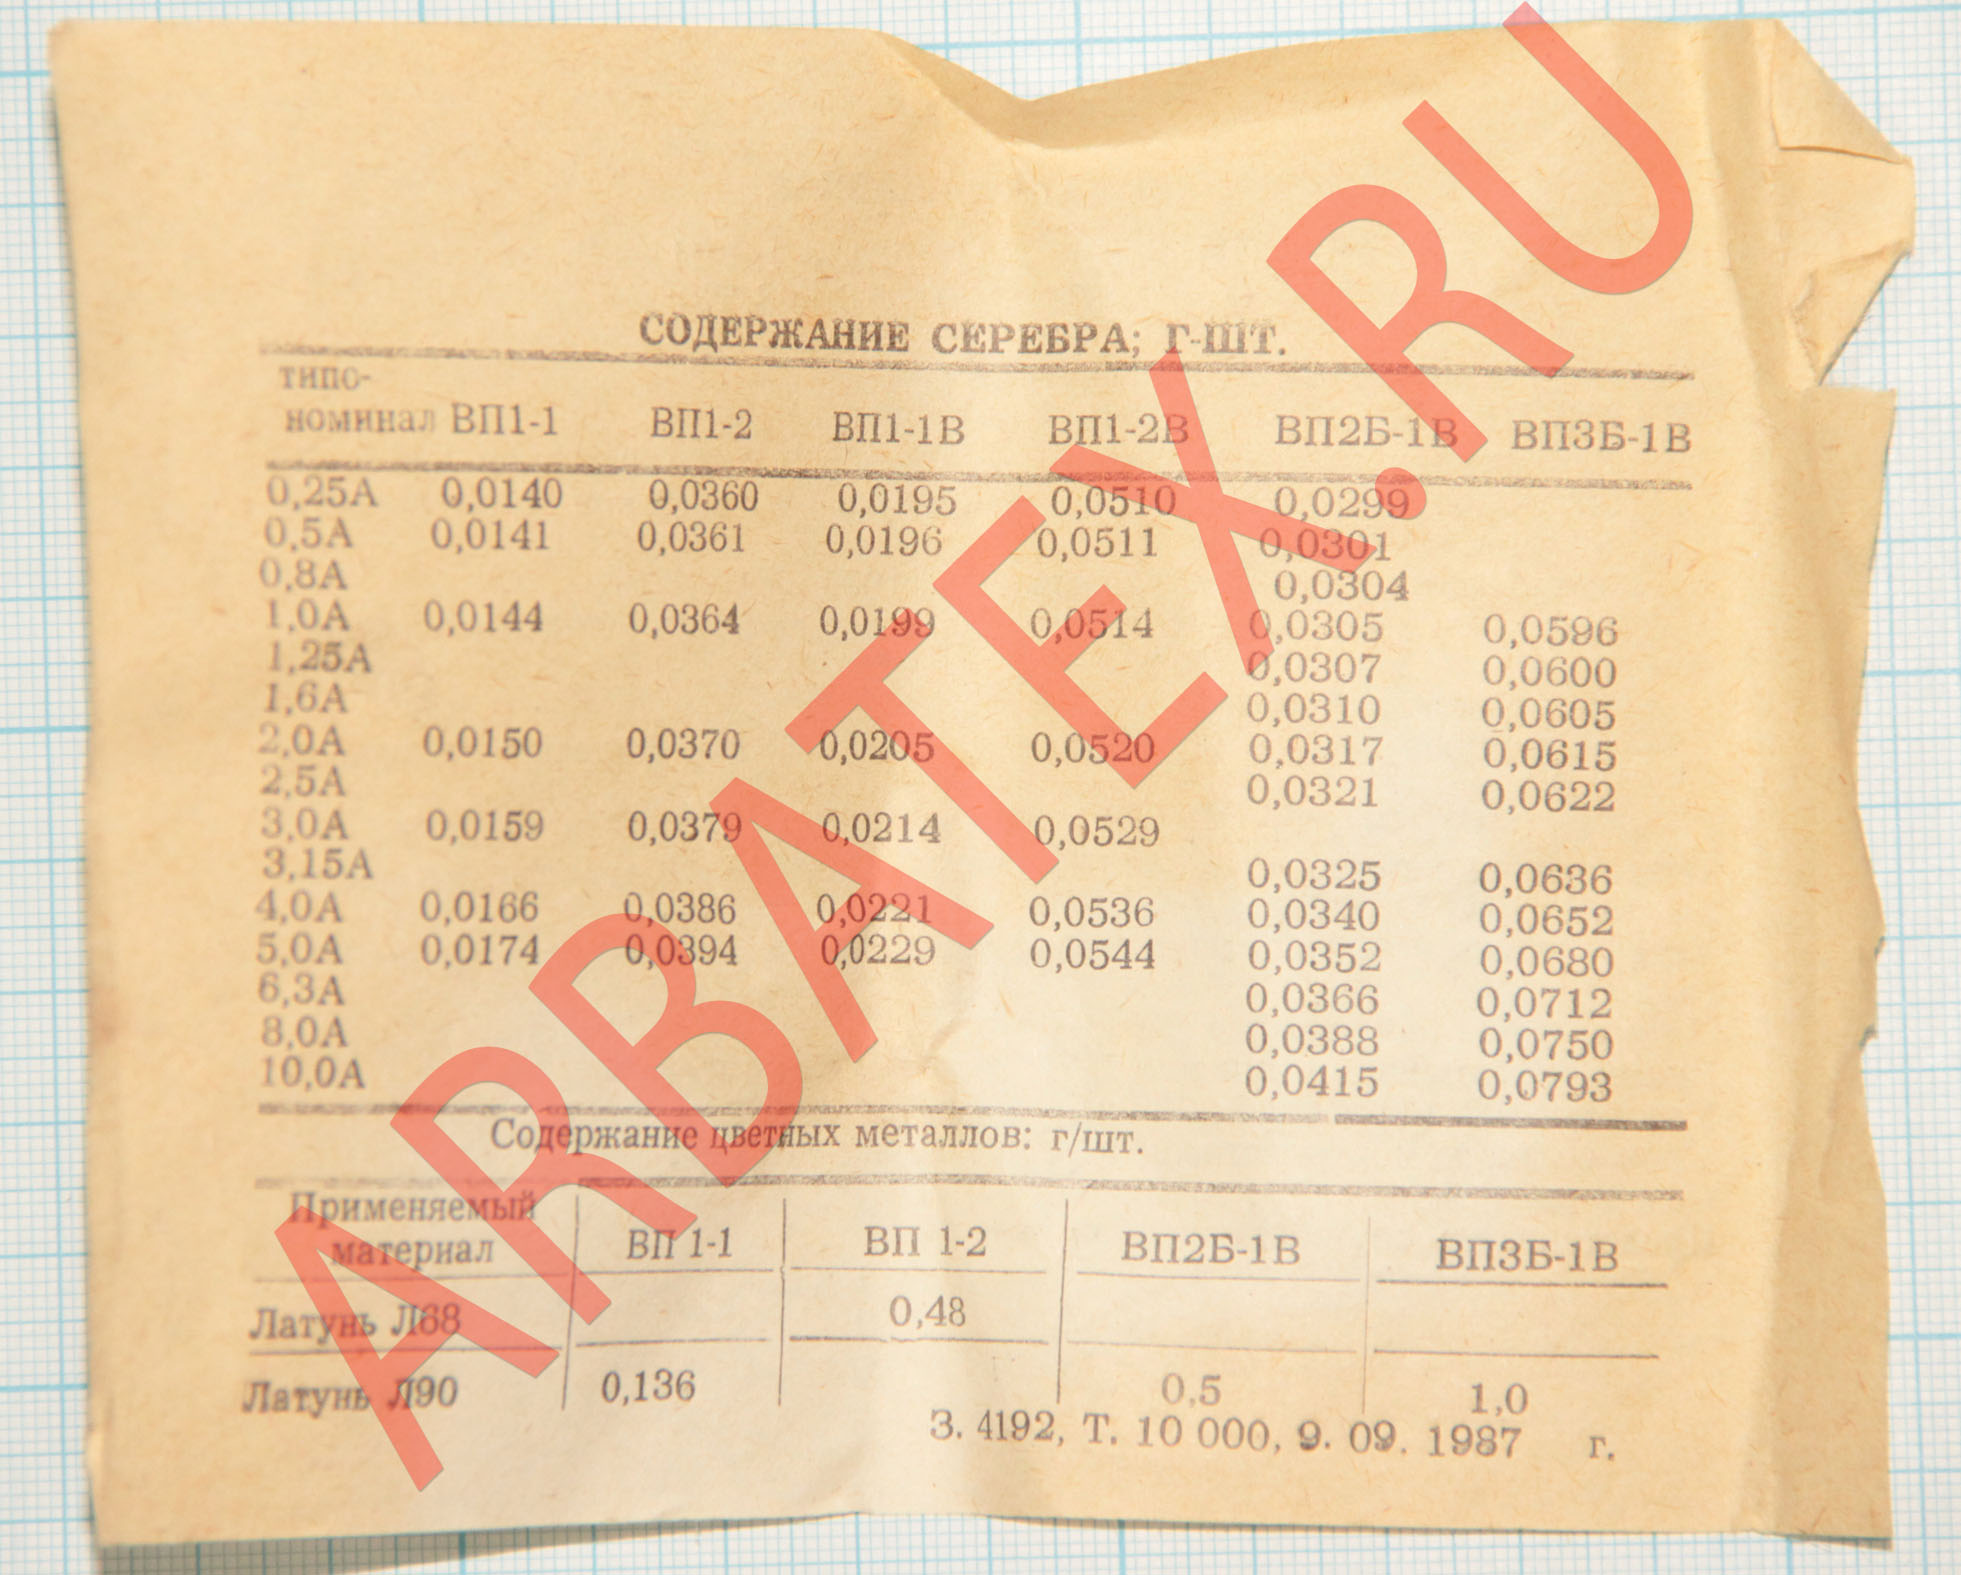 СОДЕРЖАНИЕ СЕРЕБРА; Г-ШТ.
типо-
номинал ВП1-1 ВП1-2 ВП1-1В ВП1-2В ВП2Б-1В ВП3Б-1В
0,25А 0,0140 0,0360 0,0195 0,0510 0,0299
0,5А 0,0141 0,0361 0,0196 0,0511 0,0301
0,8А 0,0304
1,0А 0,0144 0,0364 0,0199 0,0514 0,0305 0,0596
1,25А 0,0307 0,0600
1,6А 0,0310 0,0605
2,0А 0,0150 0,0370 0,0205 0,0520 0,0317 0,0615
2,5А 0,0321 0,0622
3,0А 0,0159 0,0379 0,0214 0,0529
3,15А 0,0325 0,0636
4,0А 0,0166 0,0386 0,0221 0,0536 0,0340 0,0652
5,0А 0,0174 0,0394 0,0229 0,0544 0,0352 0,0680
6,3А 0,0366 0,0712
8,0А 0,0388 0,0750
10,0А 0,0415 0,0793
Содержание цветных металлов: г/шт.
Применяемый
материал ВП 1-1 ВП 1-2 ВП2Б-1В ВП3Б-1В
Латунь Л68 0,48
Латунь Л90 0,136 0,5 1,0
З. 4192, Т. 10 000, 9. 09. 1987 г.
ARBATEX.RU